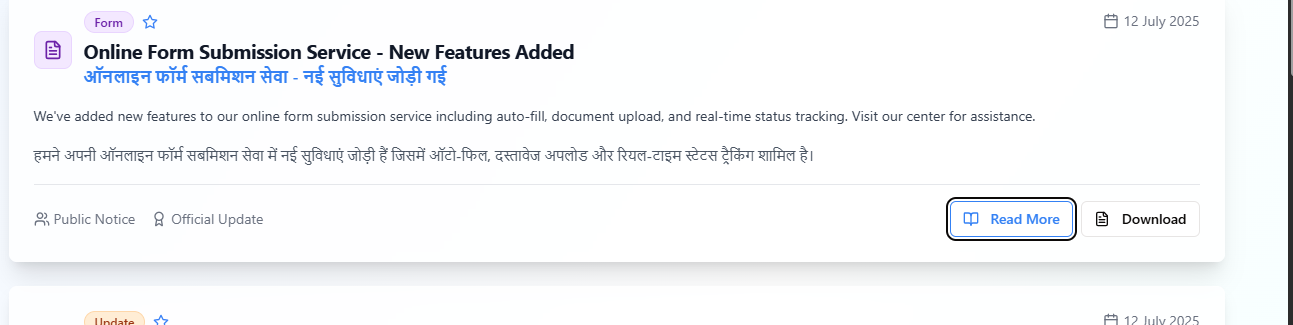 Form
12 July 2025
Online Form Submission Service - New Features Added
ऑनलाइन फॉर्म सबमिशन सेवा - नई सुविधाएं जोड़ी गई
We've added new features to our online form submission service including auto-fill, document upload, and real-time status tracking. Visit our center for assistance.
हमने अपनी ऑनलाइन फॉर्म सबमिशन सेवा में नई सुविधाएं जोड़ी हैं जिसमें ऑटो-फिल, दस्तावेज अपलोड और रियल-टाइम स्टेटस ट्रैकिंग शामिल है।
Public Notice Official Update Read More Download
Update
12 July 2025